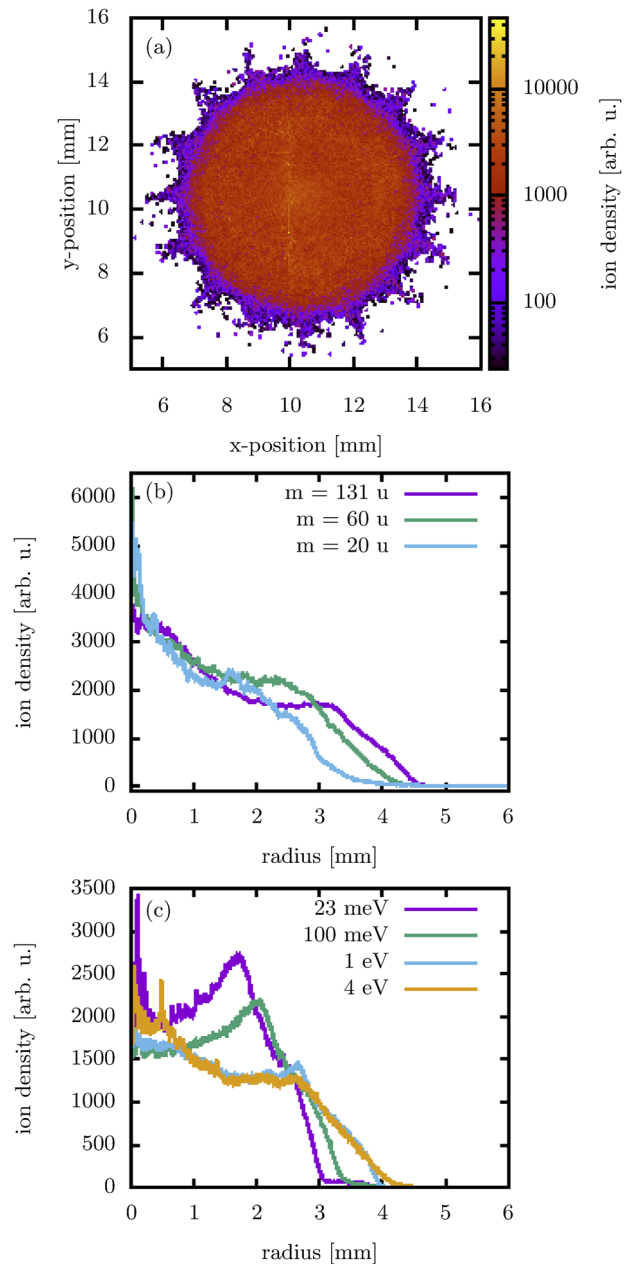 (a)
16
14
12
10
8
6
y-position [mm]
6 8 10 12 14 16
x-position [mm]
10000
1000
100
ion density [arb. u.]
(b)
m = 131 u
m = 60 u
m = 20 u
6000
5000
4000
3000
2000
1000
0
ion density [arb. u.]
0 1 2 3 4 5 6
radius [mm]
(c)
23 meV
100 meV
1 eV
4 eV
3500
3000
2500
2000
1500
1000
500
0
ion density [arb. u.]
0 1 2 3 4 5 6
radius [mm]